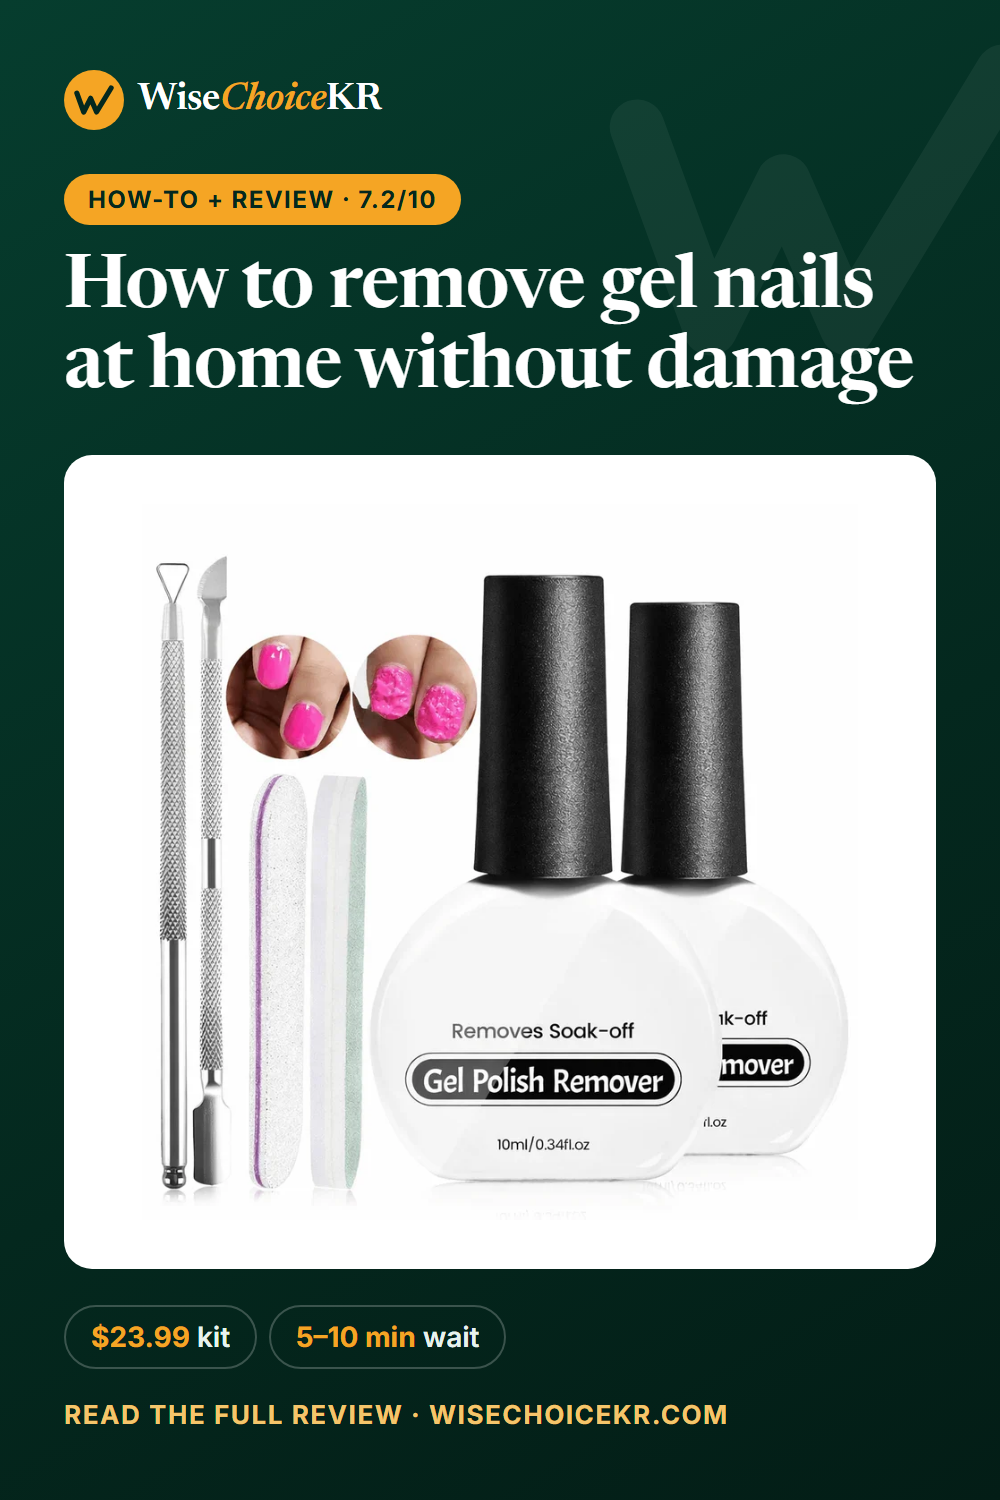 WiseChoiceKR
HOW-TO + REVIEW · 7.2/10
How to remove gel nails
at home without damage
Removes Soak-off
Gel Polish Remover
10ml/0.34fl.oz
$23.99 kit
5–10 min wait
READ THE FULL REVIEW · WISECHOICEKR.COM